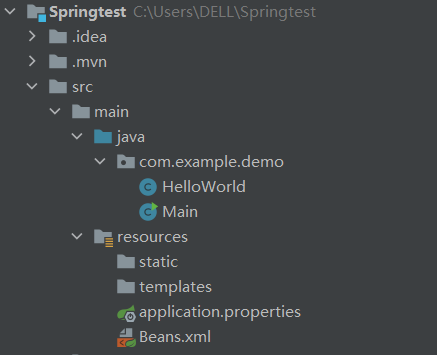 Springtest C:\Users\DELL\Springtest
.idea
.mvn
src
main
java
com.example.demo
HelloWorld
Main
resources
static
templates
application.properties
Beans.xml